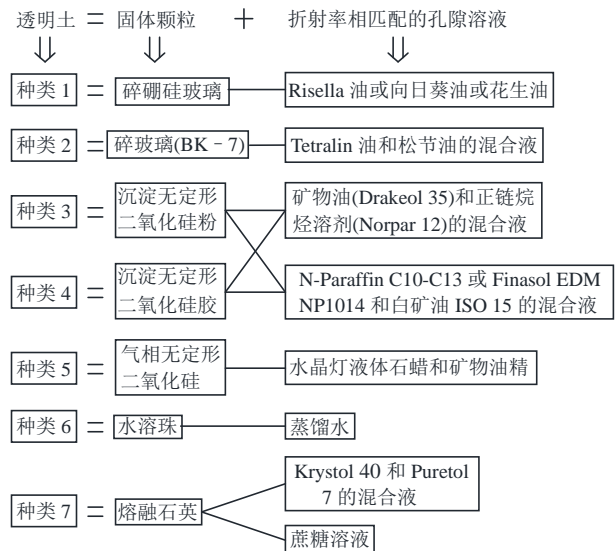 透明土 = 固体颗粒 + 折射率相匹配的孔隙溶液
种类 1 = 碎硼硅玻璃 Risella 油或向日葵油或花生油
种类 2 = 碎玻璃(BK - 7) Tetralin 油和松节油的混合液
种类 3 = 沉淀无定形
二氧化硅粉
矿物油(Drakeol 35)和正链烷
烃溶剂(Norpar 12)的混合液
种类 4 = 沉淀无定形
二氧化硅胶
N-Paraffin C10-C13 或 Finasol EDM
NP1014 和白矿油 ISO 15 的混合液
种类 5 = 气相无定形
二氧化硅
水晶灯液体石蜡和矿物油精
种类 6 = 水溶珠 蒸馏水
种类 7 = 熔融石英
Krystol 40 和 Puretol
7 的混合液
蔗糖溶液